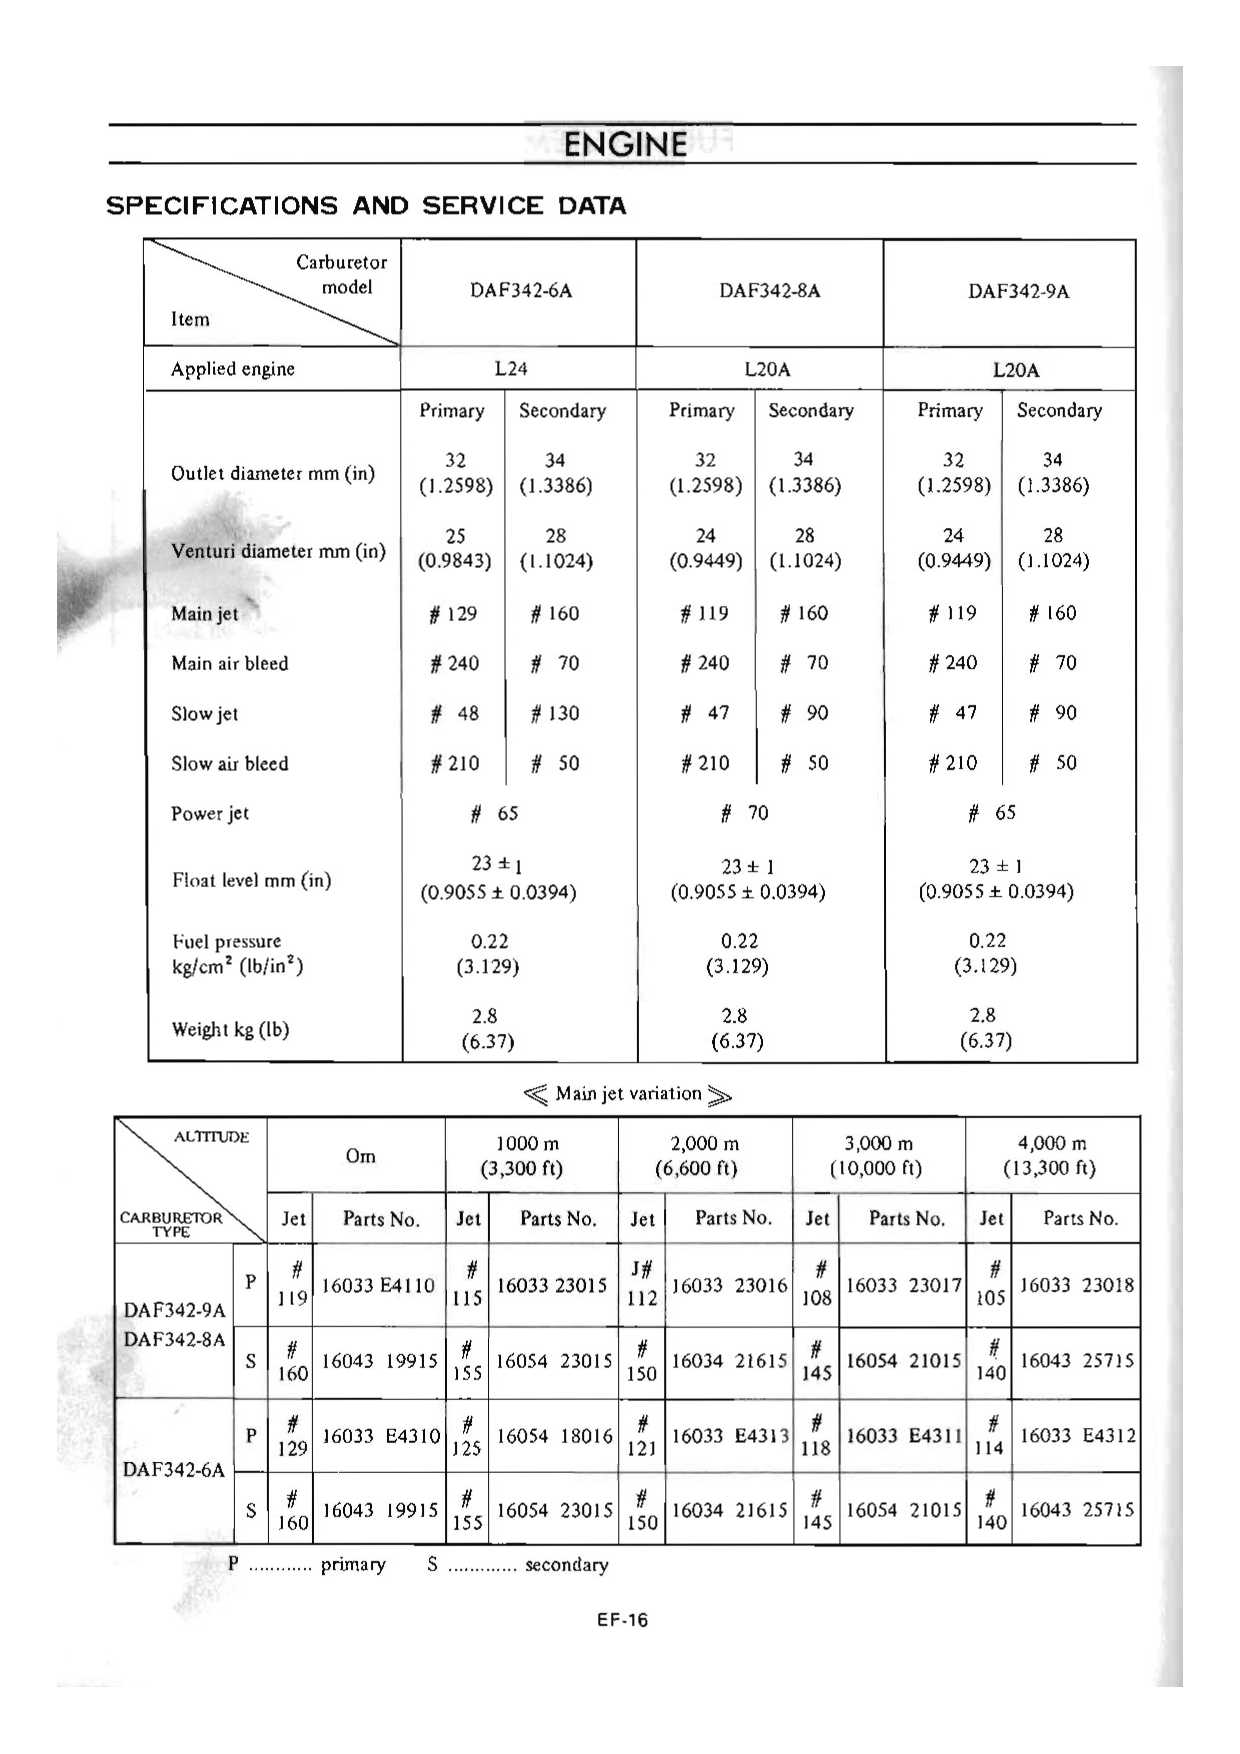 ENGINE
SPECIFICATIONS AND SERVICE DATA
Carburetor model
Item
DAF342-6A DAF342-8A DAF342-9A
Applied engine L24 L20A L20A
Primary Secondary Primary Secondary Primary Secondary
Outlet diameter mm (in) 32 (1.2598) 34 (1.3386) 32 (1.2598) 34 (1.3386) 32 (1.2598) 34 (1.3386)
Venturi diameter mm (in) 25 (0.9843) 28 (1.1024) 24 (0.9449) 28 (1.1024) 24 (0.9449) 28 (1.1024)
Main jet # 129 # 160 # 119 # 160 # 119 # 160
Main air bleed # 240 # 70 # 240 # 70 # 240 # 70
Slow jet # 48 # 130 # 47 # 90 # 47 # 90
Slow air bleed # 210 # 50 # 210 # 50 # 210 # 50
Power jet # 65 # 70 # 65
Float level mm (in) 23 ± 1 (0.9055 ± 0.0394) 23 ± 1 (0.9055 ± 0.0394) 23 ± 1 (0.9055 ± 0.0394)
Fuel pressure kg/cm² (lb/in²) 0.22 (3.129) 0.22 (3.129) 0.22 (3.129)
Weight kg (lb) 2.8 (6.37) 2.8 (6.37) 2.8 (6.37)
≪ Main jet variation ≫
ALTITUDE
CARBURETOR TYPE
0m 1000 m (3,300 ft) 2,000 m (6,600 ft) 3,000 m (10,000 ft) 4,000 m (13,300 ft)
Jet Parts No. Jet Parts No. Jet Parts No. Jet Parts No. Jet Parts No.
DAF342-9A
DAF342-8A
P # 119 16033 E4110 # 115 16033 23015 J# 112 16033 23016 # 108 16033 23017 # 105 16033 23018
S # 160 16043 19915 # 155 16054 23015 # 150 16034 21615 # 145 16054 21015 # 140 16043 25715
DAF342-6A
P # 129 16033 E4310 # 125 16054 18016 # 121 16033 E4313 # 118 16033 E4311 # 114 16033 E4312
S # 160 16043 19915 # 155 16054 23015 # 150 16034 21615 # 145 16054 21015 # 140 16043 25715
P ............ primary S ............. secondary
EF-16